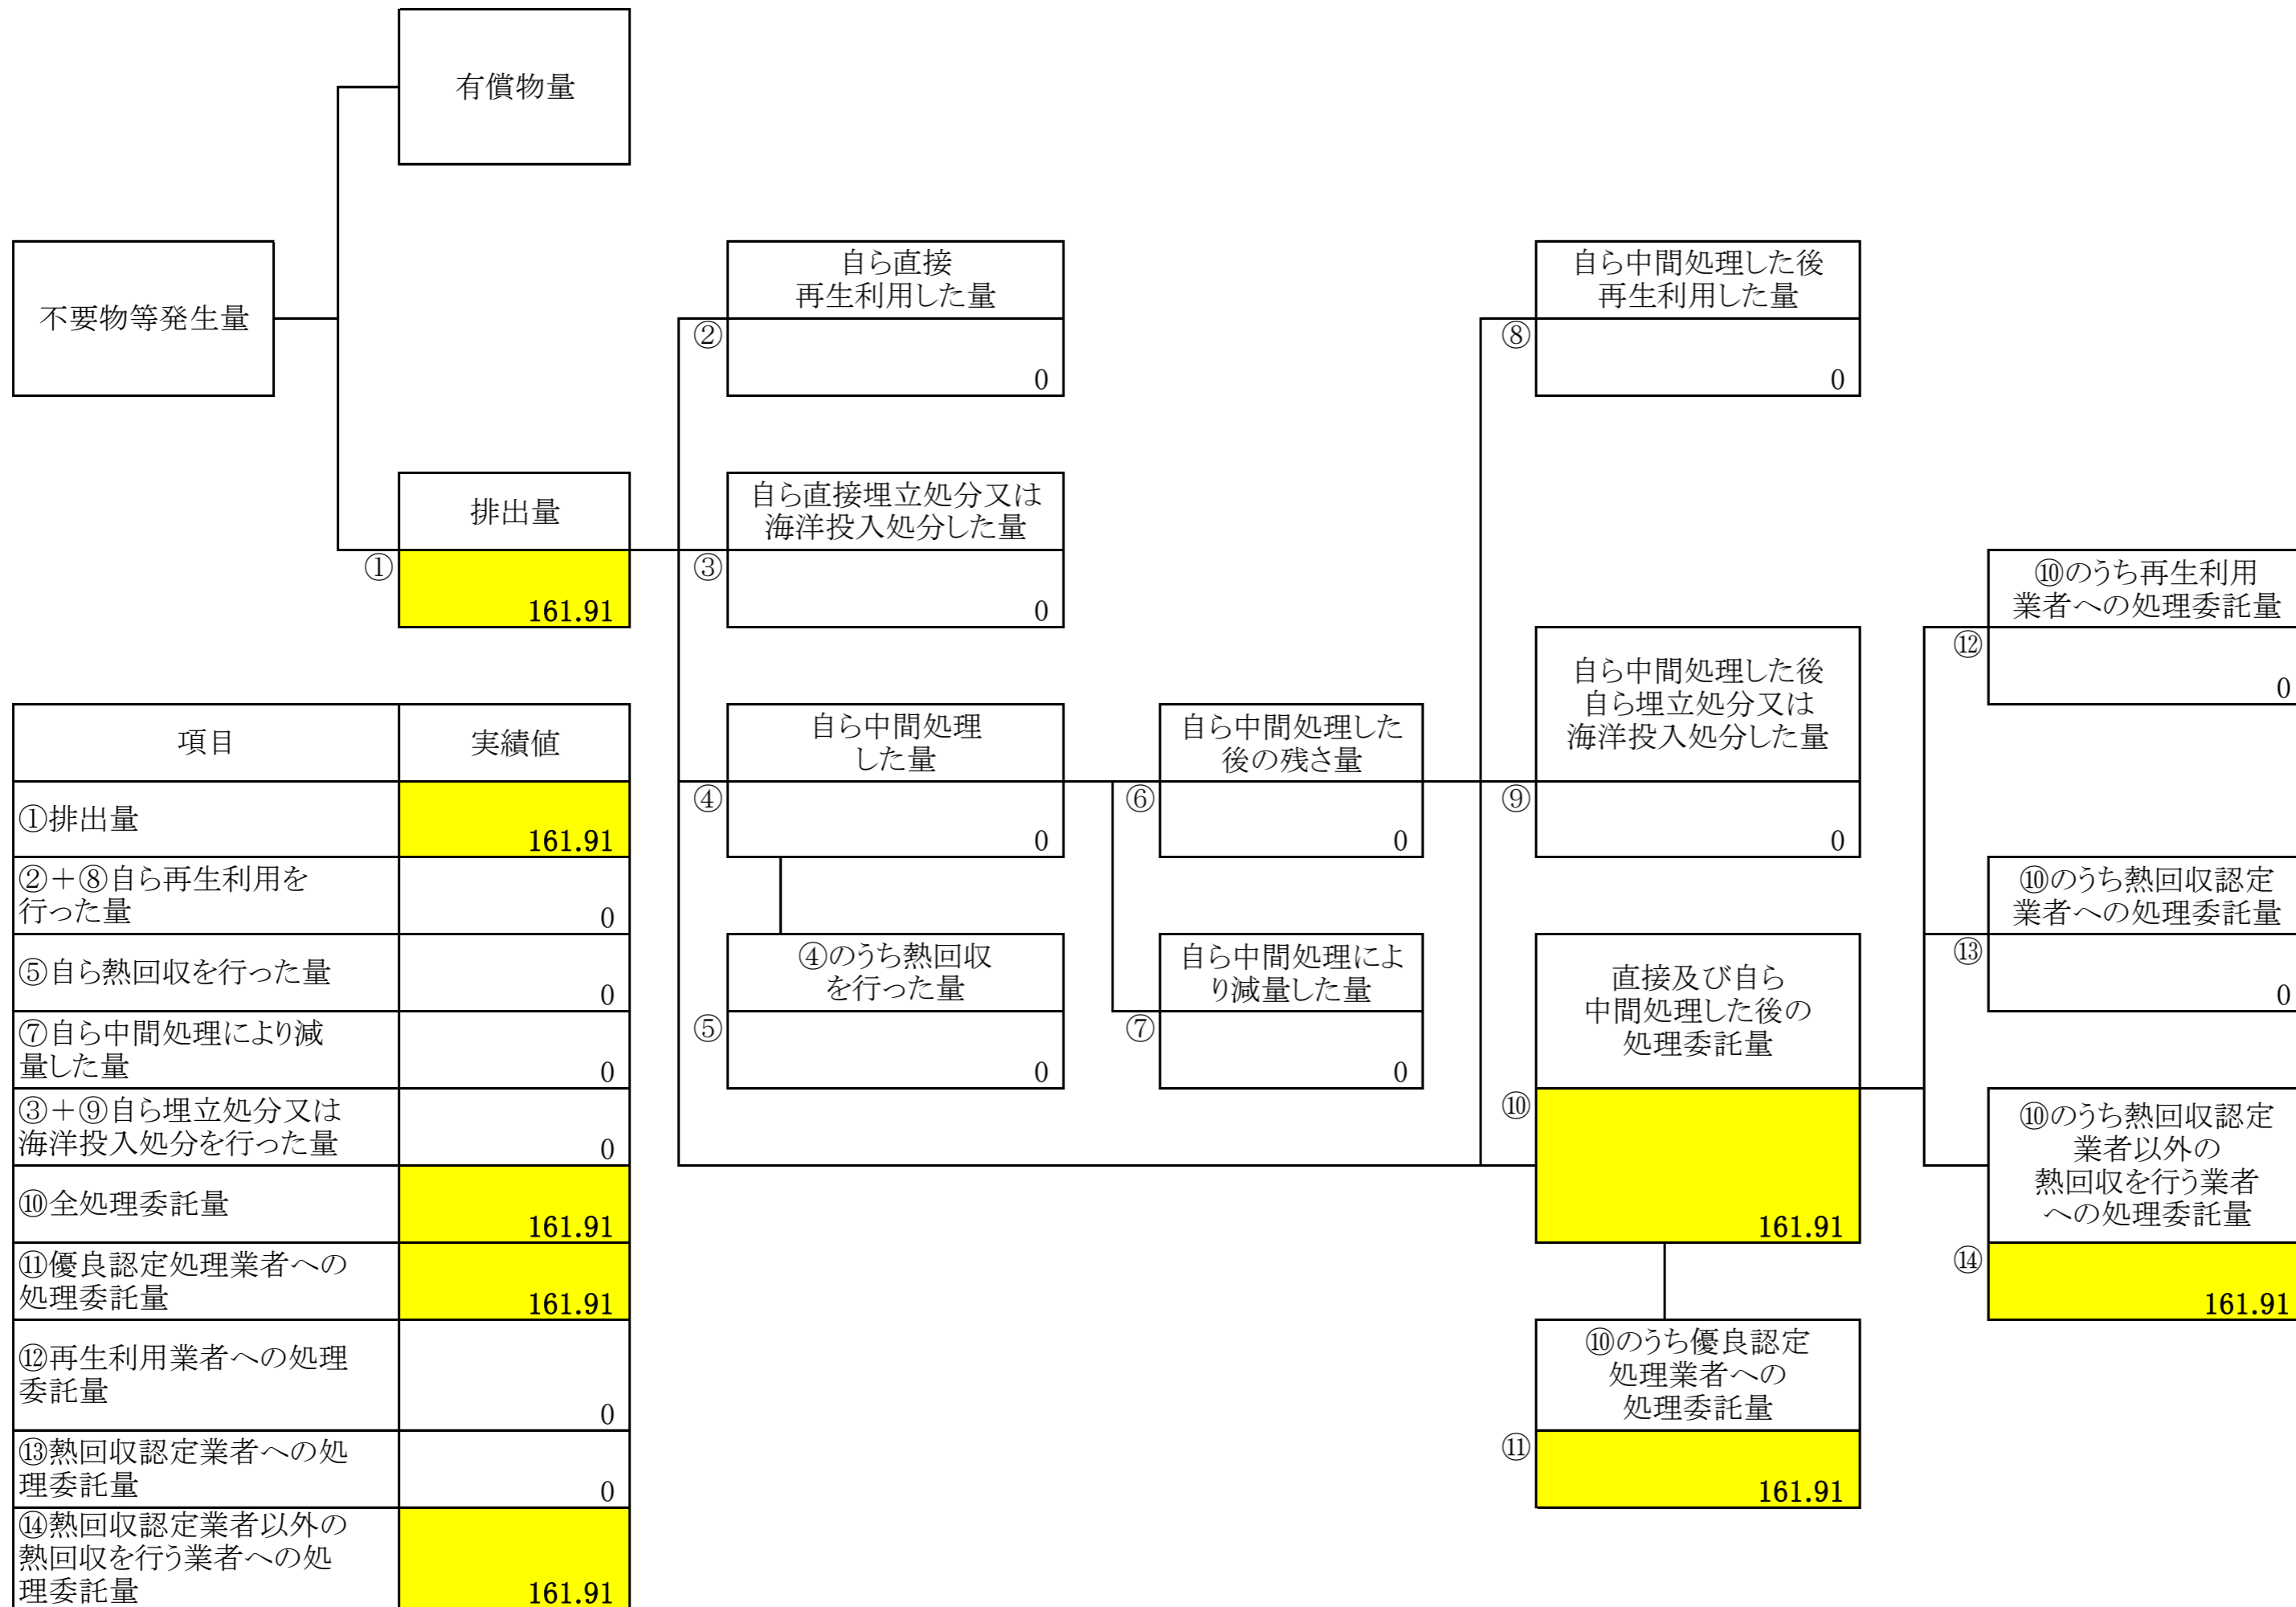 有償物量
不要物等発生量
自ら直接
再生利用した量
②
0
自ら中間処理した後
再生利用した量
⑧
0
排出量
①
161.91
自ら直接埋立処分又は
海洋投入処分した量
③
0
⑩のうち再生利用
業者への処理委託量
⑫
0
自ら中間処理
した量
④
0
自ら中間処理した
後の残さ量
⑥
0
自ら中間処理した後
自ら埋立処分又は
海洋投入処分した量
⑨
0
⑩のうち熱回収認定
業者への処理委託量
⑬
0
④のうち熱回収
を行った量
⑤
0
自ら中間処理によ
り減量した量
⑦
0
直接及び自ら
中間処理した後の
処理委託量
⑩
161.91
⑩のうち熱回収認定
業者以外の
熱回収を行う業者
への処理委託量
⑭
161.91
⑩のうち優良認定
処理業者への
処理委託量
⑪
161.91
項目
実績値
①排出量
161.91
②+⑧自ら再生利用を
行った量
0
⑤自ら熱回収を行った量
0
⑦自ら中間処理により減
量した量
0
③+⑨自ら埋立処分又は
海洋投入処分を行った量
0
⑩全処理委託量
161.91
⑪優良認定処理業者への
処理委託量
161.91
⑫再生利用業者への処理
委託量
0
⑬熱回収認定業者への処
理委託量
0
⑭熱回収認定業者以外の
熱回収を行う業者への処
理委託量
161.91